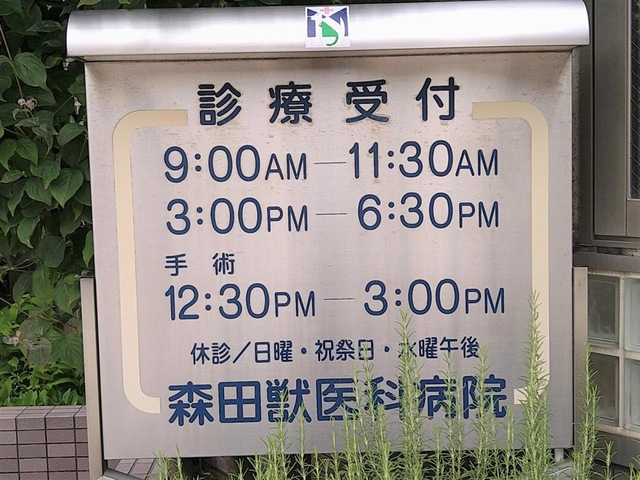 診療受付
9:00AM—11:30AM
3:00PM—6:30PM
手術
12:30PM—3:00PM
休診／日曜・祝祭日・水曜午後
森田獣医科病院